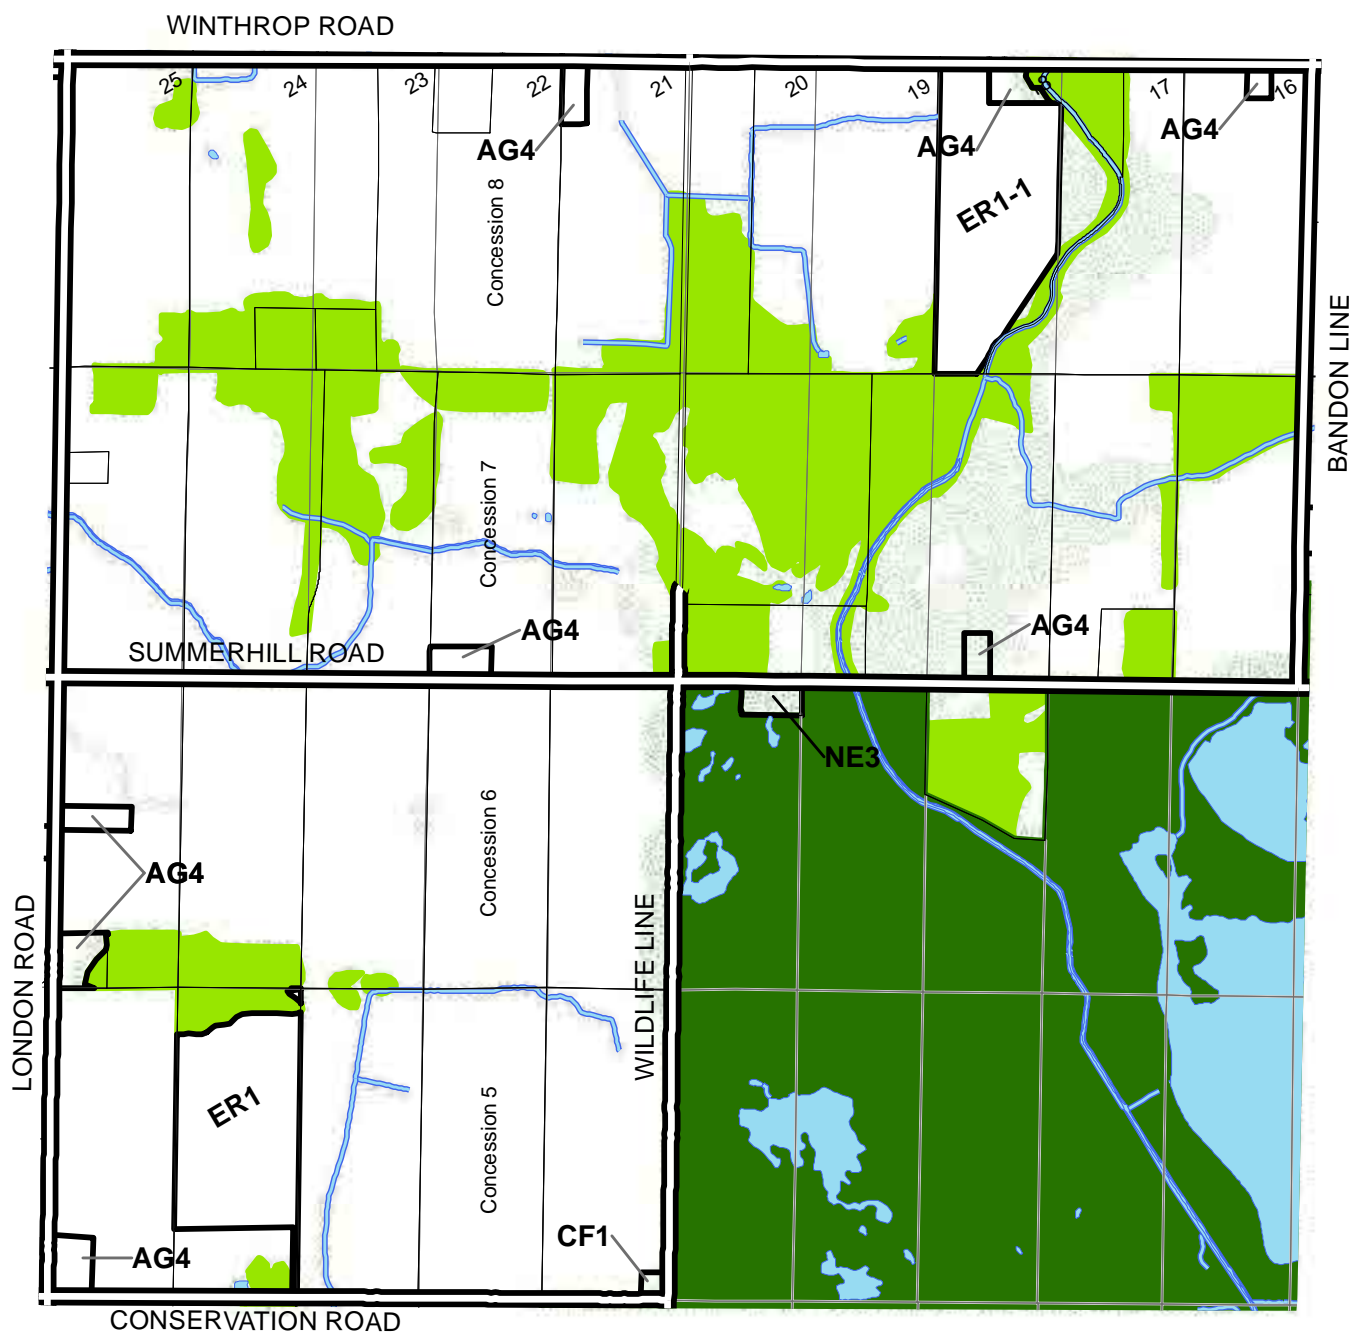 WINTHROP ROAD
25
24
23
22
21
20
19
17
16
AG4
AG4
AG4
ER1-1
Concession 8
BANDON LINE
Concession 7
AG4
AG4
SUMMERHILL ROAD
NE3
Concession 6
AG4
LONDON ROAD
WILDLIFE LINE
ER1
Concession 5
CF1
AG4
CONSERVATION ROAD